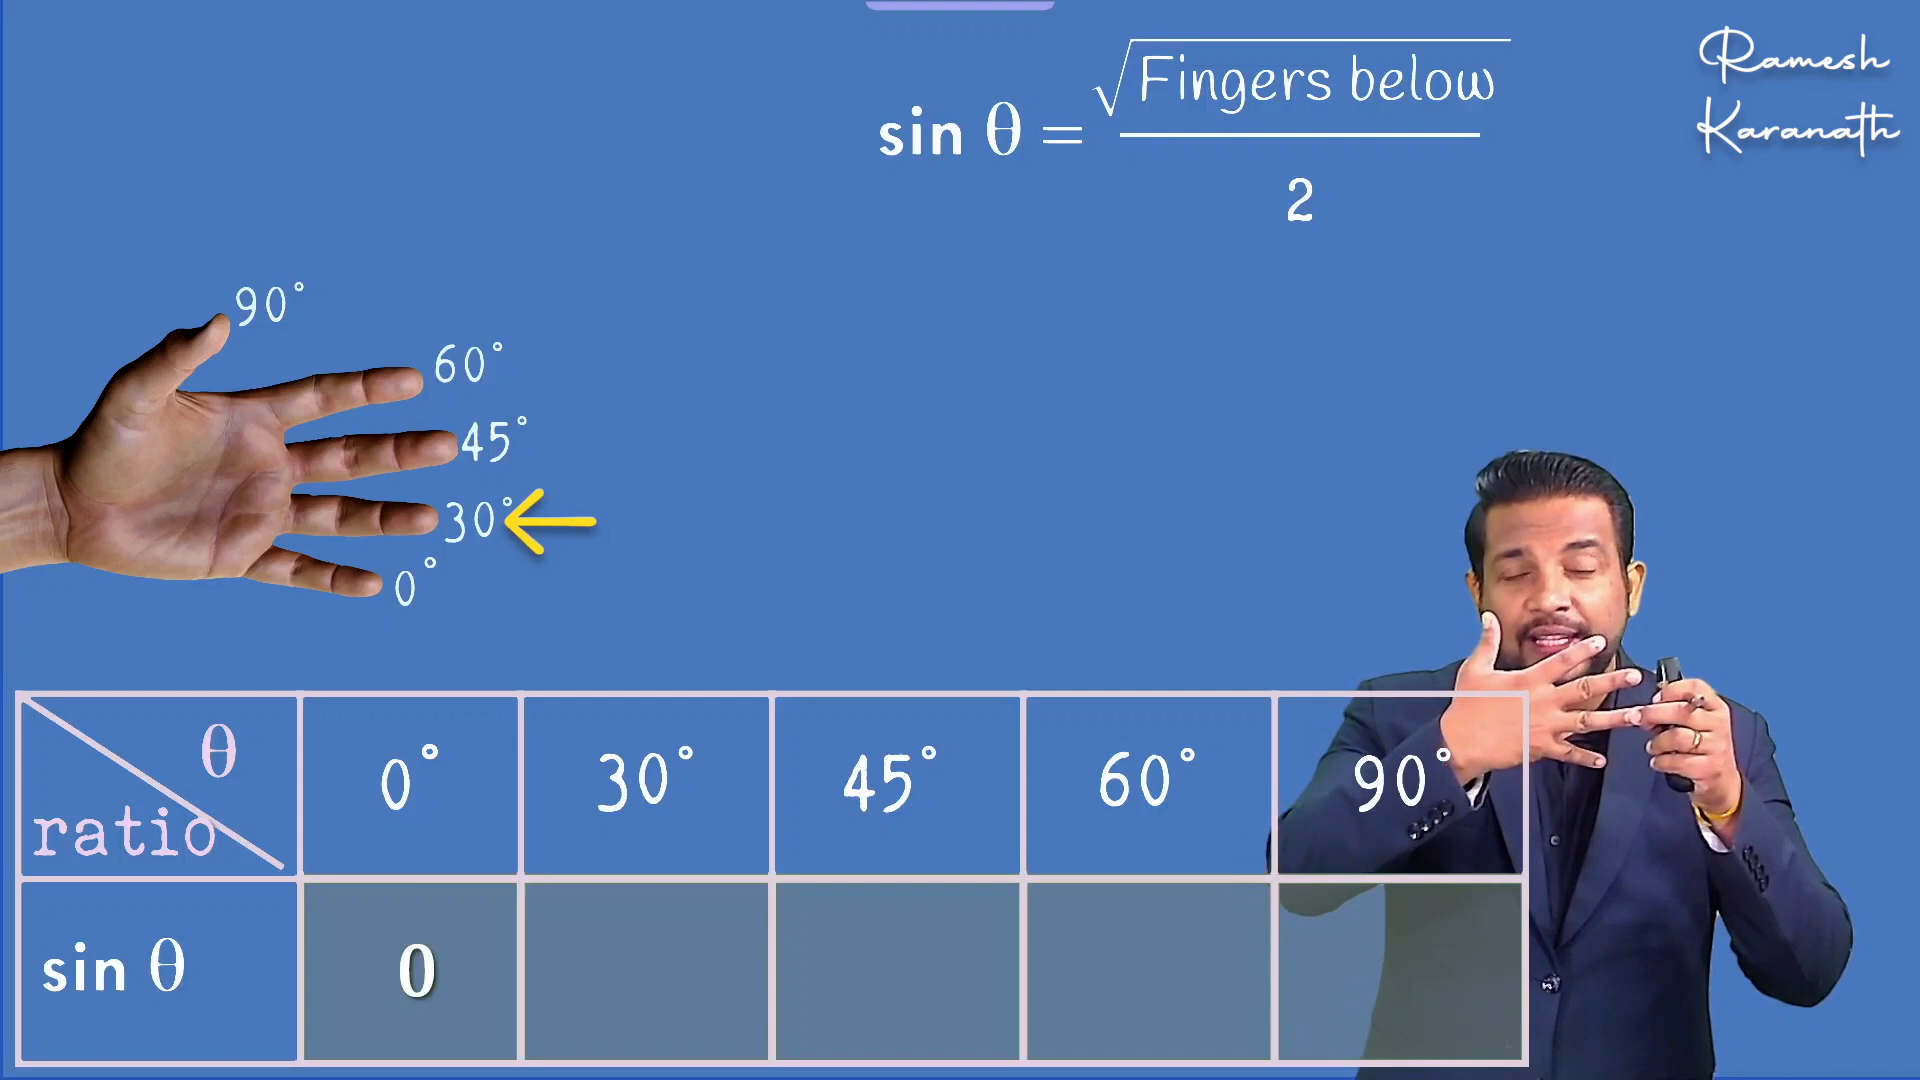 Ramesh
Karanath
sin θ = √Fingers below
2
90°
60°
45°
30°
0°
θ
ratio
0° 30° 45° 60° 90°
sin θ 0